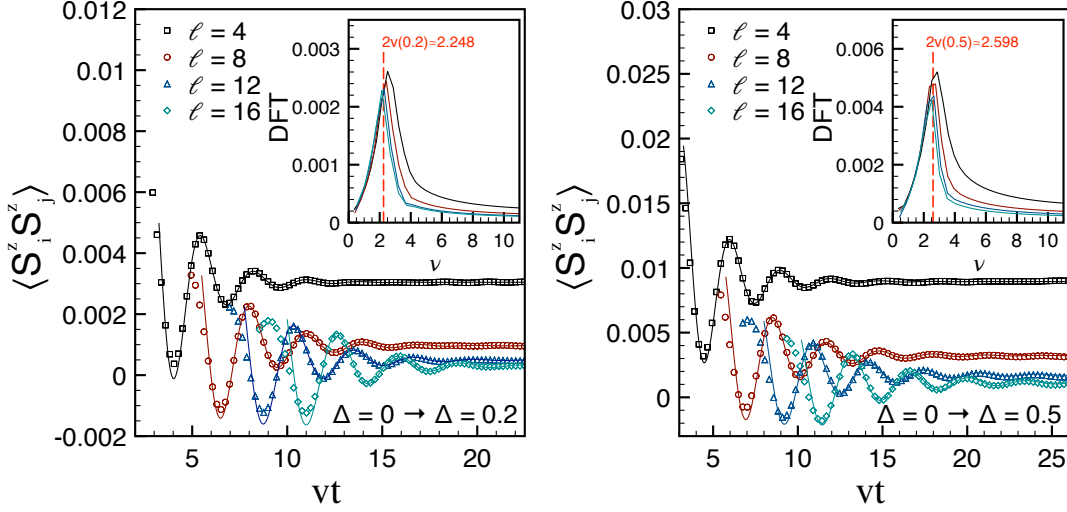 0.012
0.010
0.008
0.006
0.004
0.002
0
-0.002
⟨S^z_i S^z_j⟩
ℓ = 4
ℓ = 8
ℓ = 12
ℓ = 16
2v(0.2)≃2.248
0.003
0.002
0.001
0
DFT
0 2 4 6 8 10
ν
Δ = 0 → Δ = 0.2
5 10 15 20
vt
0.03
0.025
0.02
0.015
0.01
0.005
0
⟨S^z_i S^z_j⟩
ℓ = 4
ℓ = 8
ℓ = 12
ℓ = 16
2v(0.5)≃2.598
0.006
0.004
0.002
0
DFT
0 2 4 6 8 10
ν
Δ = 0 → Δ = 0.5
5 10 15 20 25
vt